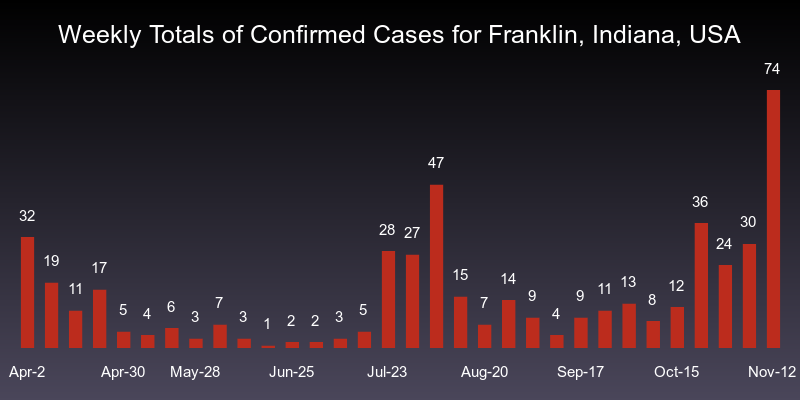 Weekly Totals of Confirmed Cases for Franklin, Indiana, USA
32 19 11 17 5 4 6 3 7 3 1 2 2 3 5 28 27 47 15 7 14 9 4 9 11 13 8 12 36 24 30 74
Apr-2 Apr-30 May-28 Jun-25 Jul-23 Aug-20 Sep-17 Oct-15 Nov-12